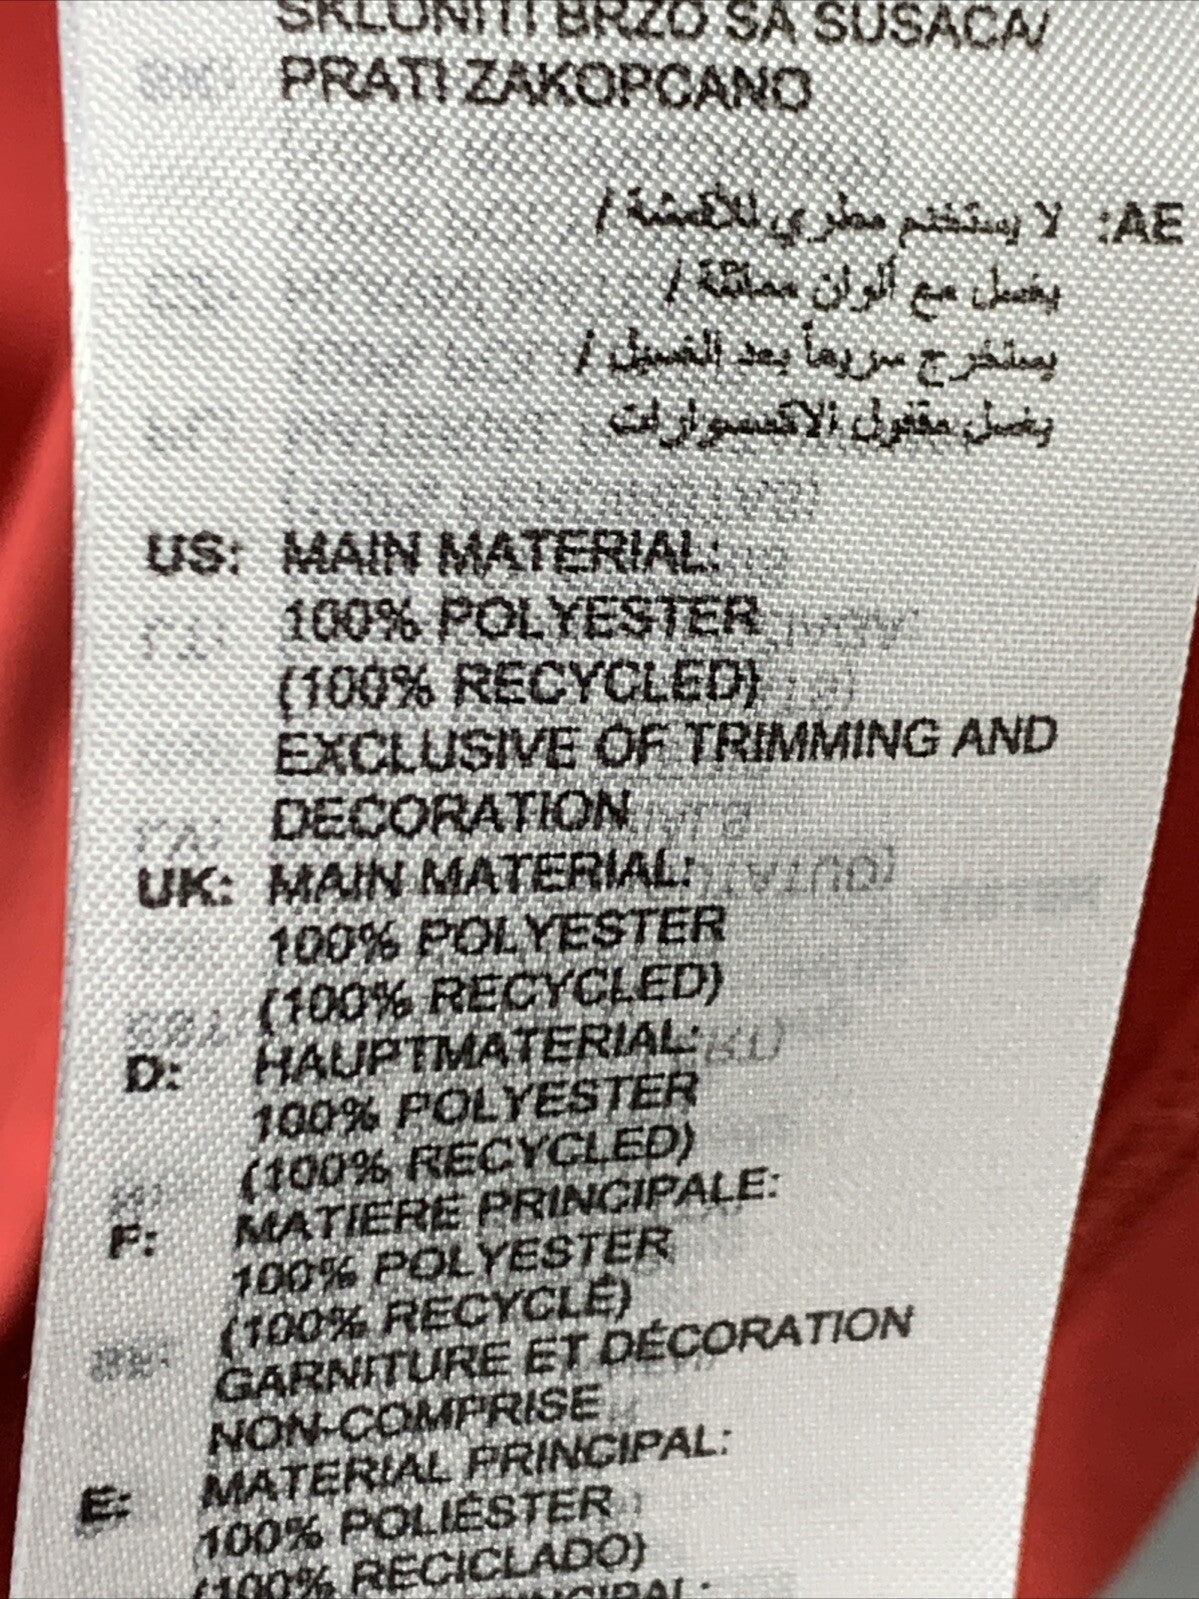 SKLONITI BRZO SA SUSACA/
PRATI ZAKOPCANO
AE: لا يستخدم مطري للأقمشة /
يغسل مع ألوان مماثلة /
يستخرج سريعاً بعد الغسيل /
يغسل مقفول الاكسسوارات
US: MAIN MATERIAL:
100% POLYESTER
(100% RECYCLED)
EXCLUSIVE OF TRIMMING AND
DECORATION
UK: MAIN MATERIAL:
100% POLYESTER
(100% RECYCLED)
D: HAUPTMATERIAL:
100% POLYESTER
(100% RECYCLED)
F: MATIERE PRINCIPALE:
100% POLYESTER
(100% RECYCLÉ)
GARNITURE ET DÉCORATION
NON-COMPRISE
E: MATERIAL PRINCIPAL:
100% POLIÉSTER
(100% RECICLADO)